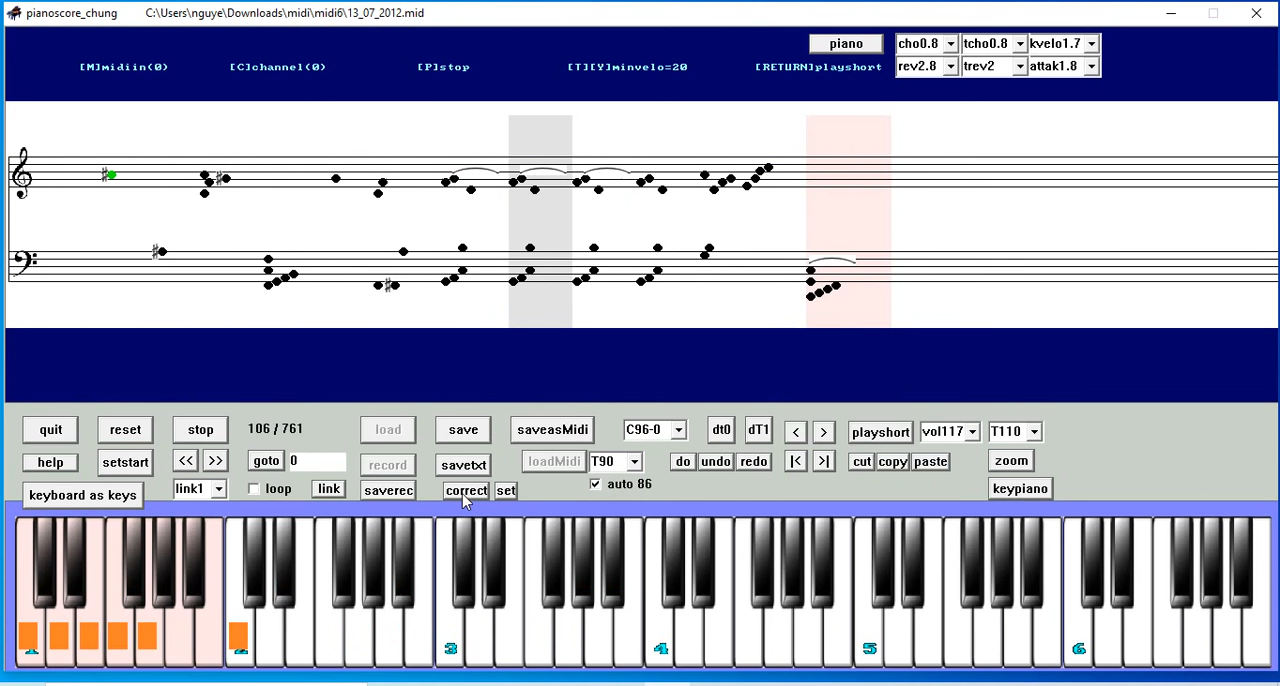 pianoscore_chung C:\Users\nguye\Downloads\midi\midi6\13_07_2012.mid
piano cho0.8 tcho0.8 kvelo1.7
[M]midiin(0) [C]channel(0) [P]stop [T][Y]minvelo=20 [RETURN]playshort rev2.8 trev2 attak1.8
quit reset stop 106 / 761 load save saveasMidi C96-0 dt0 dT1 < > playshort vol117 T110
help setstart << >> goto 0 record savetxt loadMidi T90 do undo redo |< >| cut copy paste zoom
keyboard as keys link1 loop link saverec correct set auto 86 keypiano
1 2 3 4 5 6